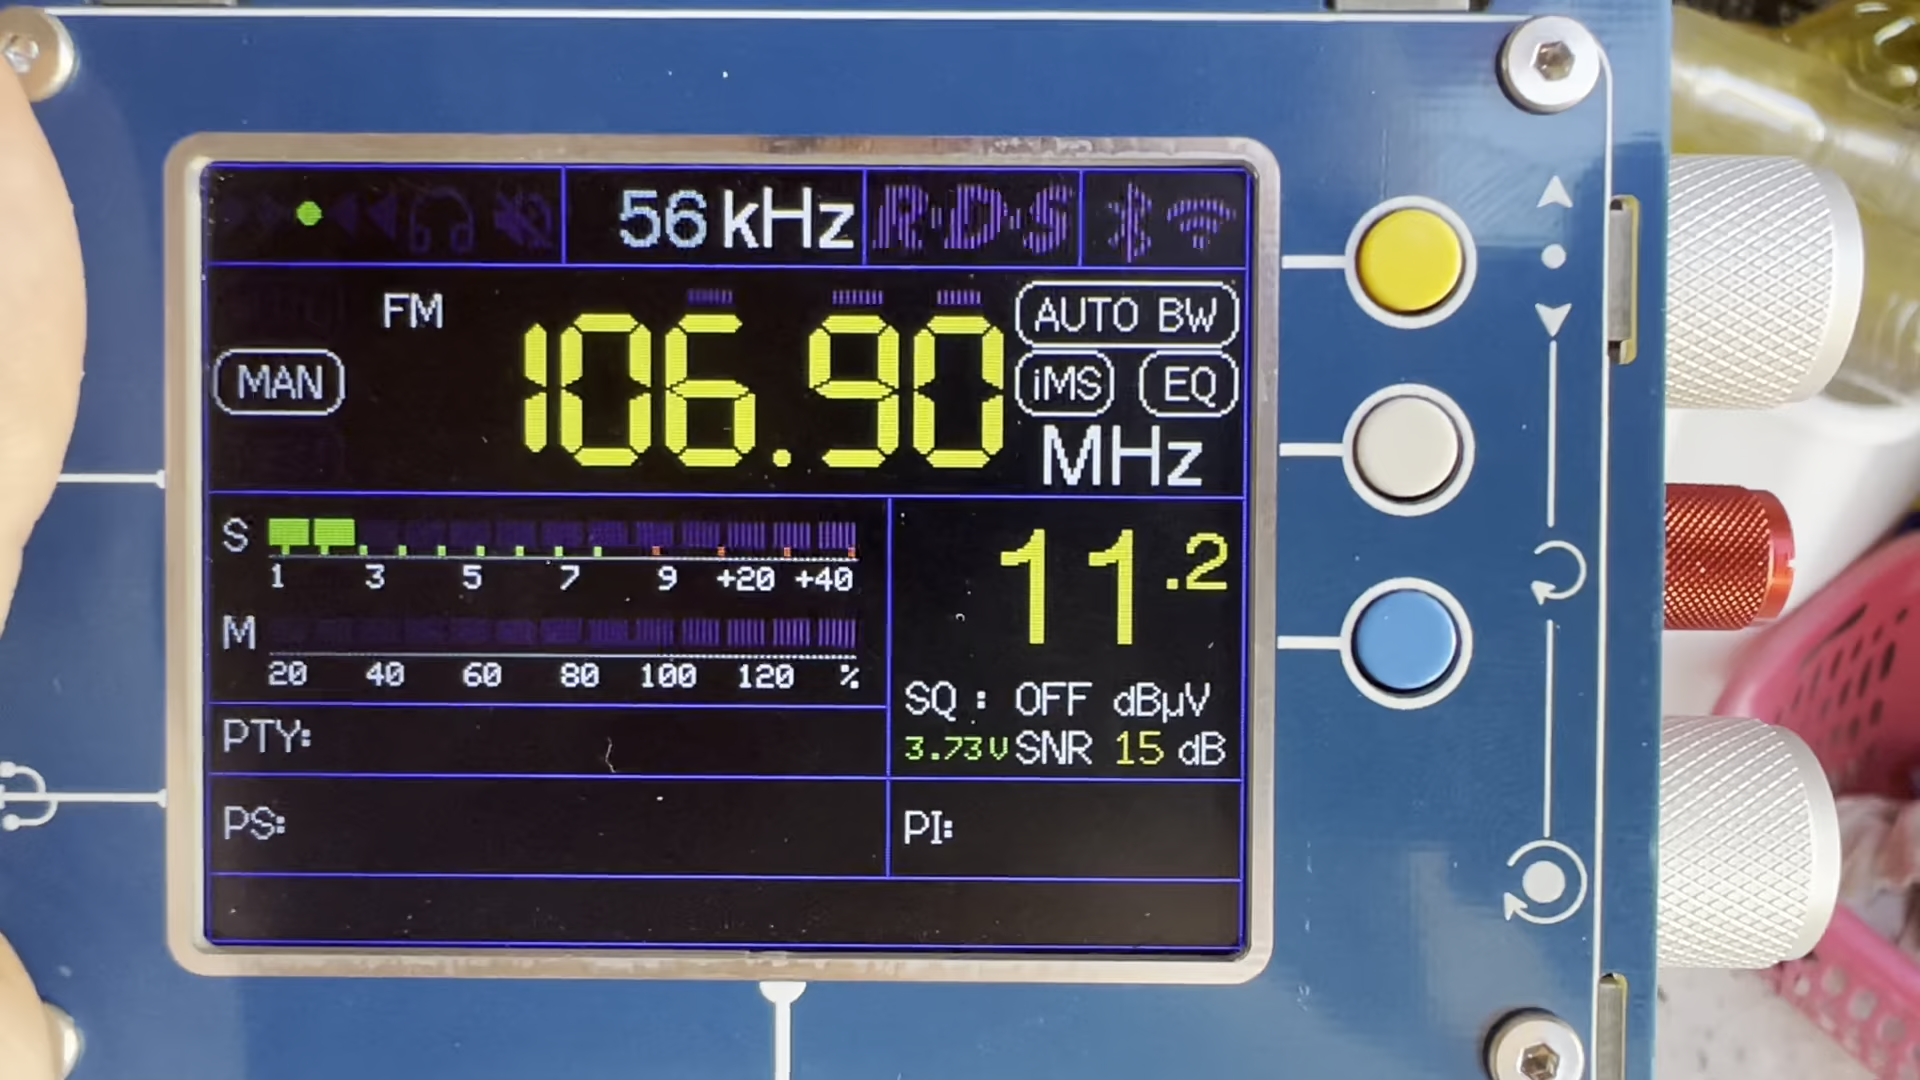 56 kHz R·D·S
FM 106.90 MHz
AUTO BW
MAN
iMS EQ
S
1 3 5 7 9 +20 +40
M
20 40 60 80 100 120 %
11.2
SQ : OFF dBµV
3.73V SNR 15 dB
PTY:
PS:
PI: